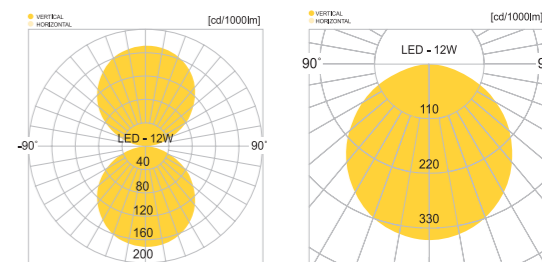 VERTICAL
HORIZONTAL
[cd/1000lm]
LED - 12W
-90°
90°
40
80
120
160
200
VERTICAL
HORIZONTAL
[cd/1000lm]
LED - 12W
90°
9
110
220
330